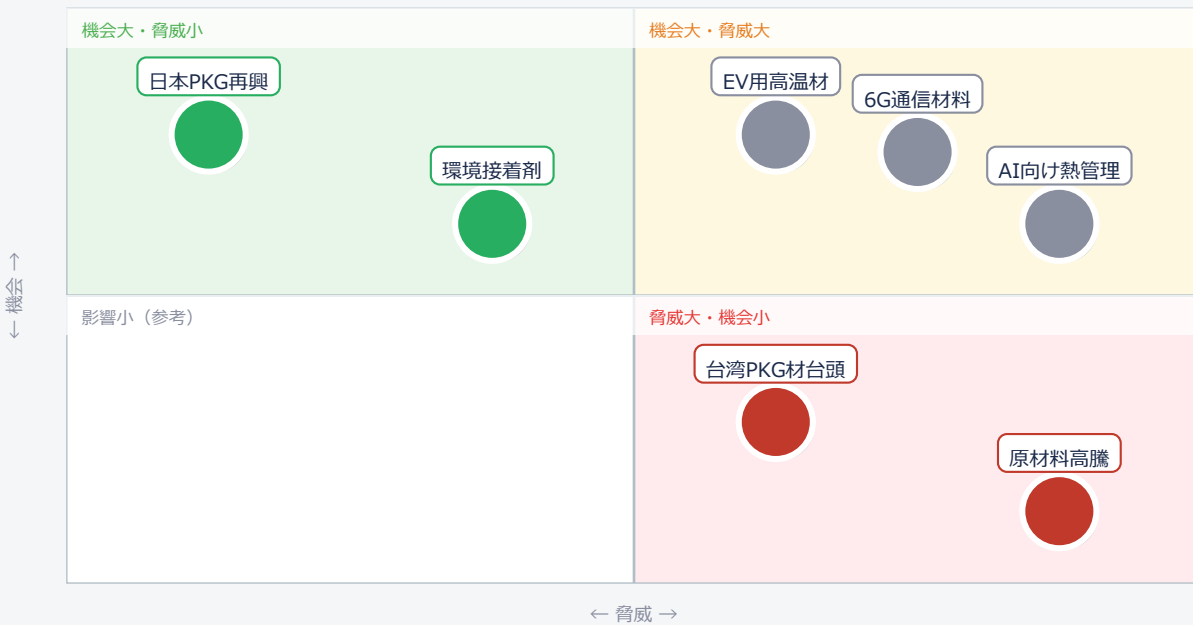 機会大・脅威小
機会大・脅威大
日本PKG再興
EV用高温材
6G通信材料
環境接着剤
AI向け熱管理
← 機会 →
影響小（参考）
脅威大・機会小
台湾PKG材台頭
原材料高騰
← 脅威 →